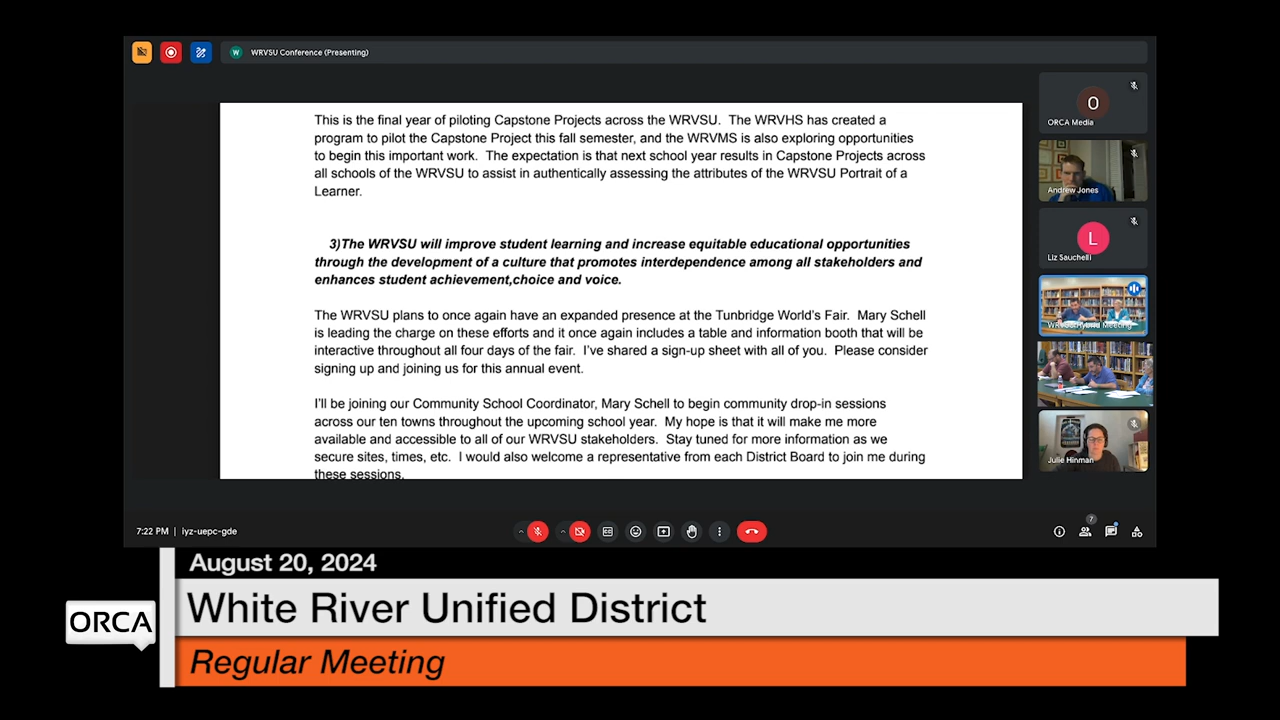 W WRVSU Conference (Presenting)
This is the final year of piloting Capstone Projects across the WRVSU. The WRVHS has created a
program to pilot the Capstone Project this fall semester, and the WRVMS is also exploring opportunities
to begin this important work. The expectation is that next school year results in Capstone Projects across
all schools of the WRVSU to assist in authentically assessing the attributes of the WRVSU Portrait of a
Learner.
3)The WRVSU will improve student learning and increase equitable educational opportunities
through the development of a culture that promotes interdependence among all stakeholders and
enhances student achievement,choice and voice.
The WRVSU plans to once again have an expanded presence at the Tunbridge World's Fair. Mary Schell
is leading the charge on these efforts and it once again includes a table and information booth that will be
interactive throughout all four days of the fair. I've shared a sign-up sheet with all of you. Please consider
signing up and joining us for this annual event.
I'll be joining our Community School Coordinator, Mary Schell to begin community drop-in sessions
across our ten towns throughout the upcoming school year. My hope is that it will make me more
available and accessible to all of our WRVSU stakeholders. Stay tuned for more information as we
secure sites, times, etc. I would also welcome a representative from each District Board to join me during
these sessions.
O
ORCA Media
Andrew Jones
L
Liz Sauchelli
Meeting
Julie Hinman
7:22 PM | iyz-uepc-gde
7
August 20, 2024
White River Unified District
ORCA
Regular Meeting